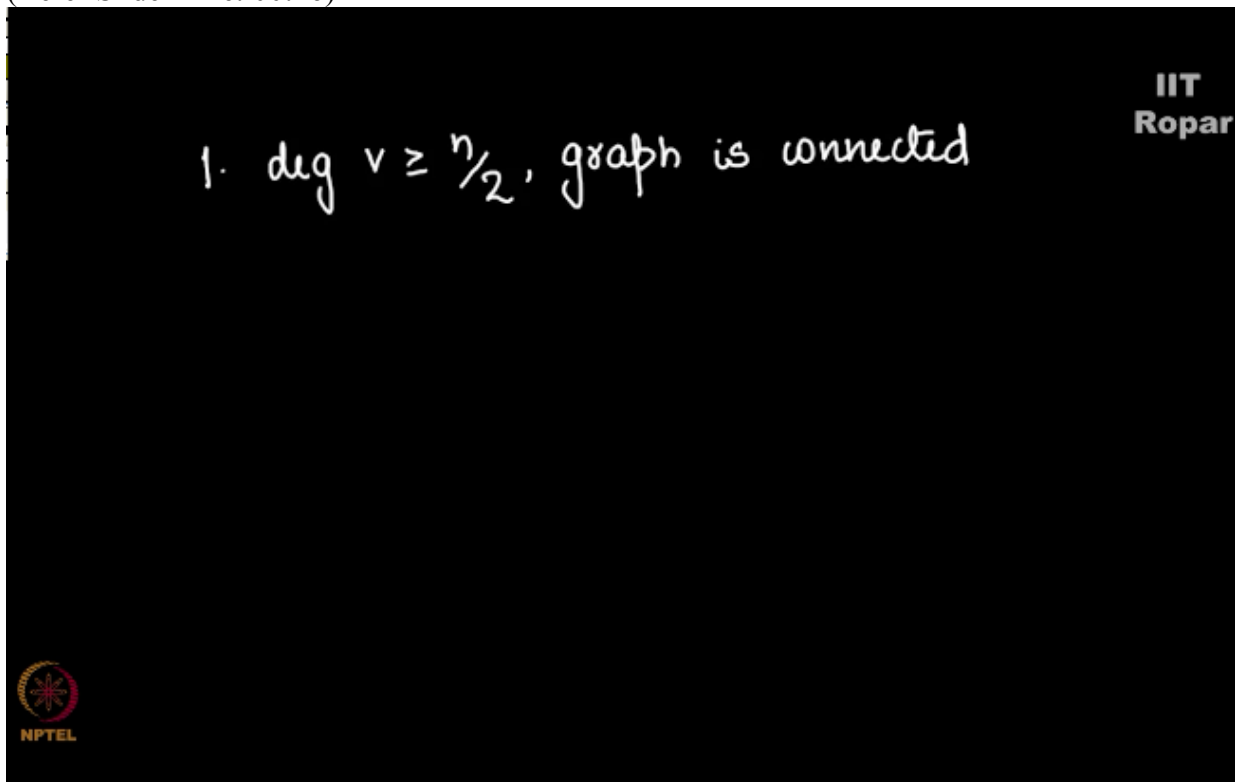 IIT
Ropar
1. deg v ≥ n/2, graph is connected
NPTEL